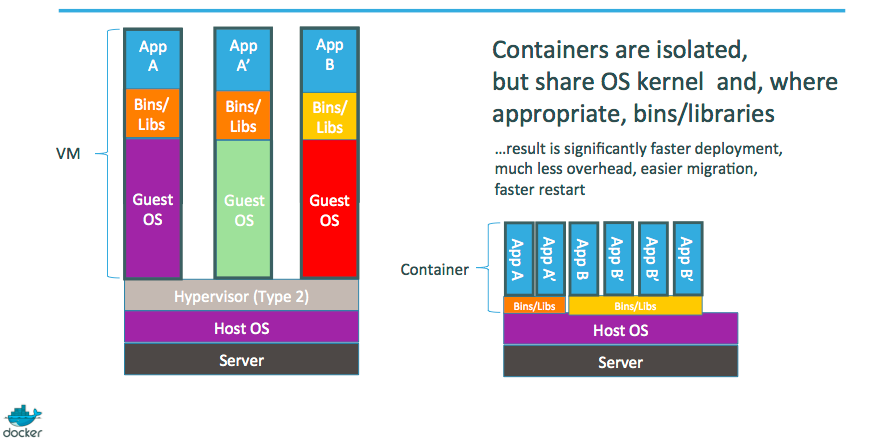 Containers are isolated,
but share OS kernel and, where
appropriate, bins/libraries
…result is significantly faster deployment,
much less overhead, easier migration,
faster restart
VM
App
A
Bins/
Libs
Guest
OS
App
A’
Bins/
Libs
Guest
OS
App
B
Bins/
Libs
Guest
OS
Hypervisor (Type 2)
Host OS
Server
Container
App A
App A’
App B
App B’
App B’
App B’
Bins/Libs
Bins/Libs
Host OS
Server
docker